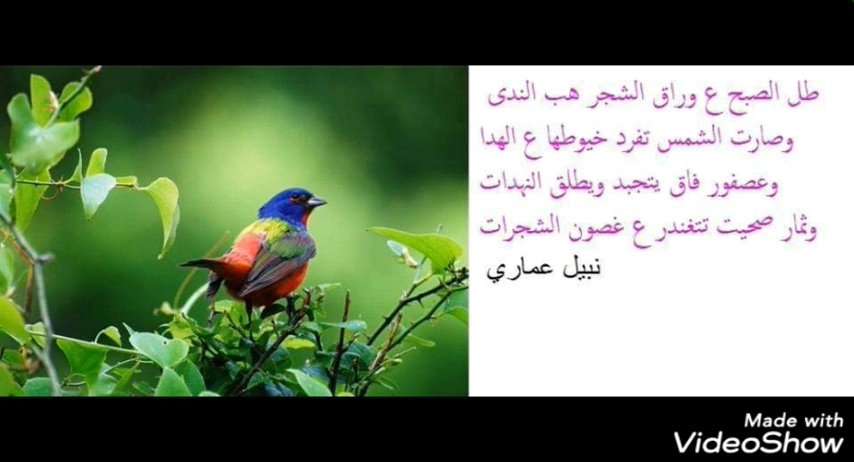 طل الصبح ع وراق الشجر هب الندى
وصارت الشمس تفرد خيوطها ع الهدا
وعصفور فاق يتجبد ويطلق النهدات
وثمار صحيت تتغندر ع غصون الشجرات
نبيل عماري
Made with
VideoShow